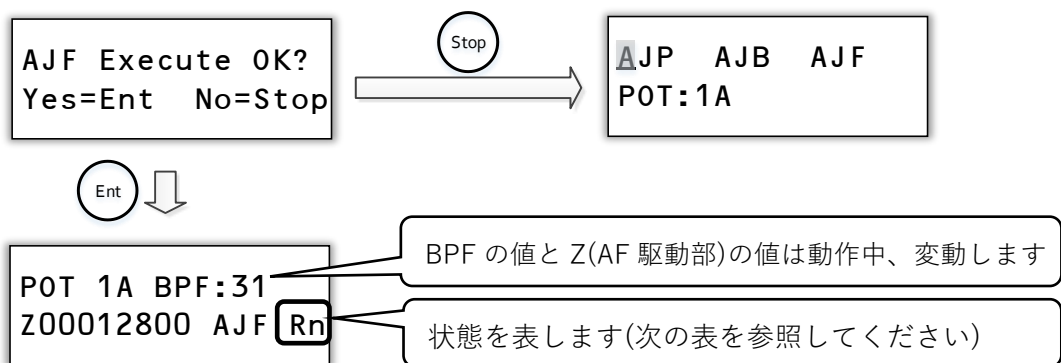 AJF Execute OK?
Yes=Ent No=Stop
Stop
AJP AJB AJF
POT:1A
Ent
POT 1A BPF:31
Z00012800 AJF Rn
BPF の値と Z(AF 駆動部)の値は動作中、変動します
状態を表します(次の表を参照してください)